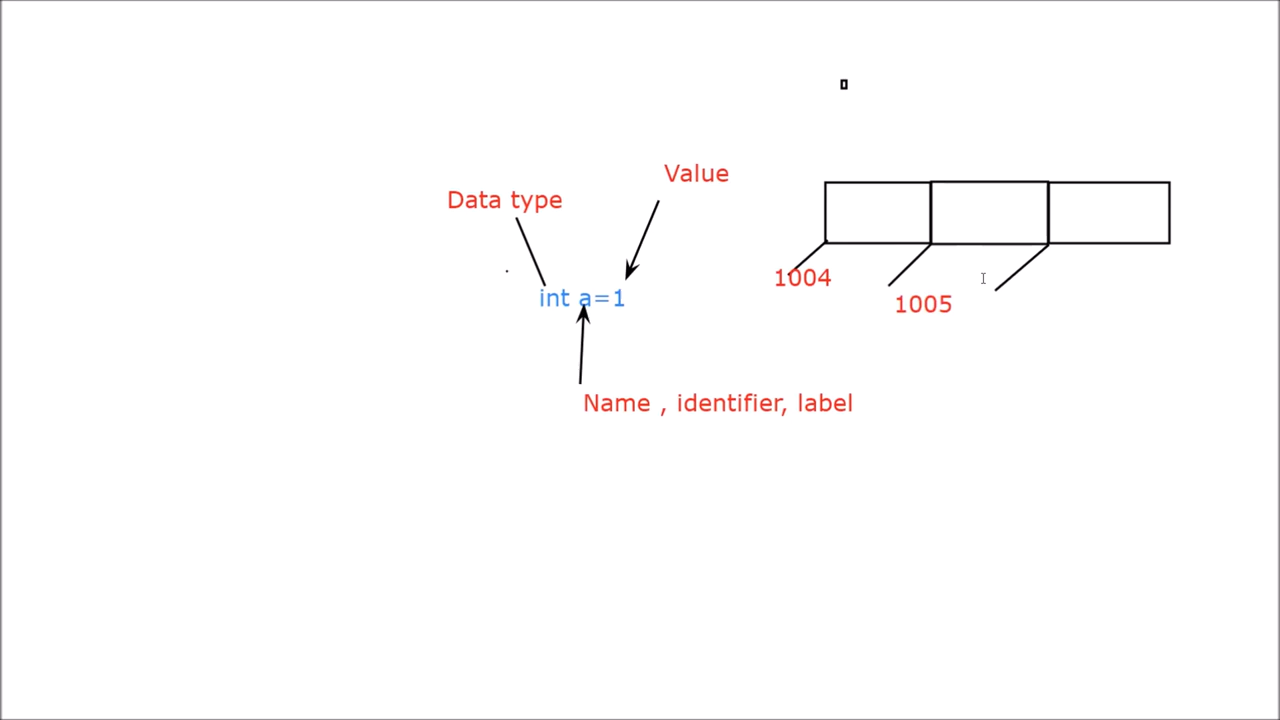 Value
Data type
int a=1
Name , identifier, label
1004
1005